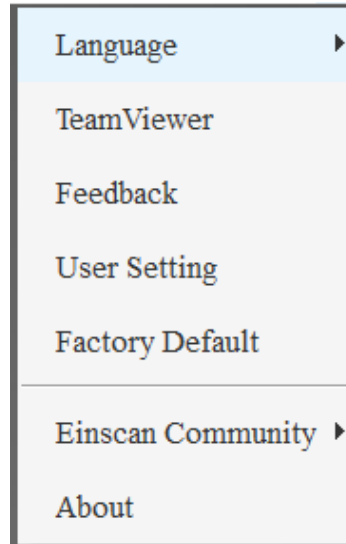 Language
TeamViewer
Feedback
User Setting
Factory Default
Einscan Community
About